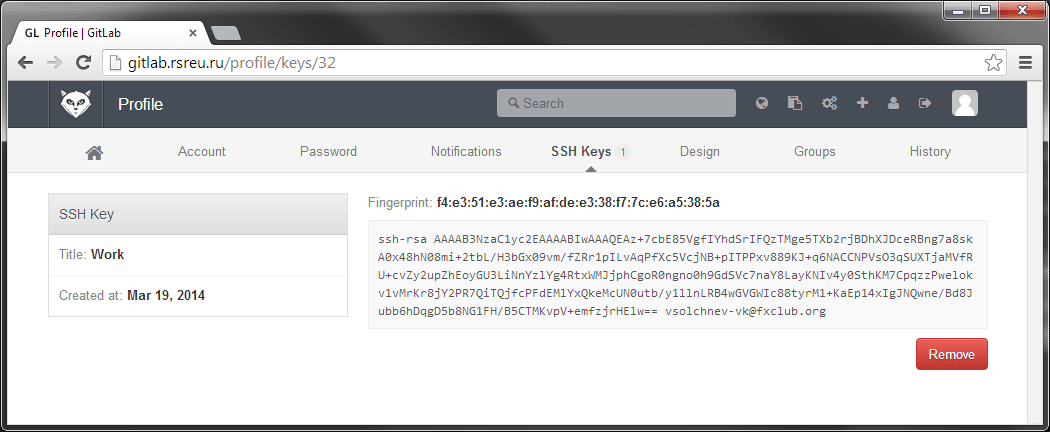 GL Profile | GitLab
gitlab.rsreu.ru/profile/keys/32
Profile
Search
Account Password Notifications SSH Keys 1 Design Groups History
SSH Key
Title: Work
Created at: Mar 19, 2014
Fingerprint: f4:e3:51:e3:ae:f9:af:de:e3:38:f7:7c:e6:a5:38:5a
ssh-rsa AAAAB3NzaC1yc2EAAAABIwAAAQEAz+7cbE85VgfIYhdSrIFQzTMge5TXb2rjBDhXJDceRBng7a8sk
A0x48hN08mi+2tbL/H3bGx09vm/fZRr1pILvAqPfXc5VcjNB+pITPPxv889KJ+q6NACCNPVsO3qSUXTjaMVfR
U+cvZy2upZhEoyGU3LiNnYzlYg4RtxWMJjphCgoR0ngno0h9GdSVc7naY8LayKNIv4y0SthKM7CpqzzPwelok
v1vMrKr8jY2PR7QiTQjfcPFdEMlYxQkeMcUN0utb/y1llnLRB4wGVGWIc88tyrM1+KaEp14xIgJNQwne/Bd8J
ubb6hDqgD5b8NG1FH/B5CTMKvpV+emfzjrHElw== vsolchnev-vk@fxclub.org
Remove